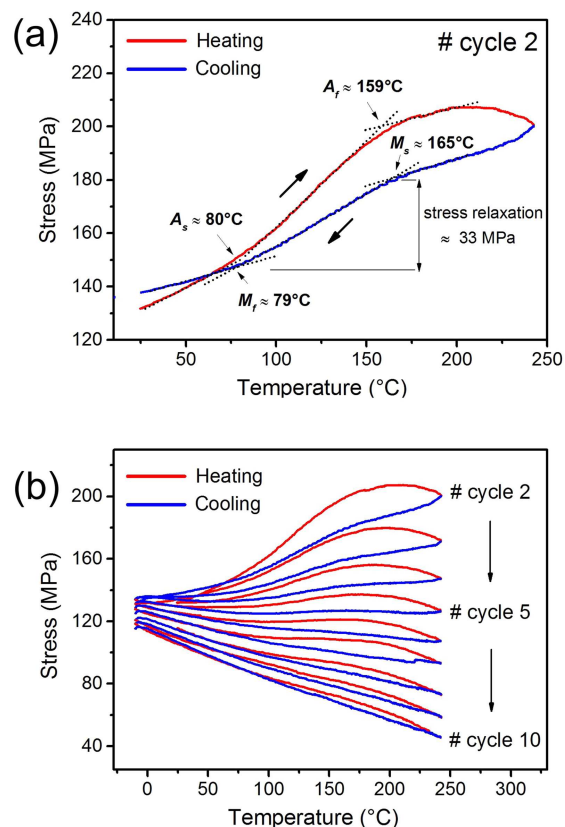 (a)
# cycle 2
Heating
Cooling
Stress (MPa)
240
220
200
180
160
140
120
A_f ≈ 159°C
M_s ≈ 165°C
stress relaxation
≈ 33 MPa
A_s ≈ 80°C
M_f ≈ 79°C
50 100 150 200 250
Temperature (°C)
(b)
Heating
Cooling
# cycle 2
# cycle 5
# cycle 10
Stress (MPa)
200
160
120
80
40
0 50 100 150 200 250 300
Temperature (°C)